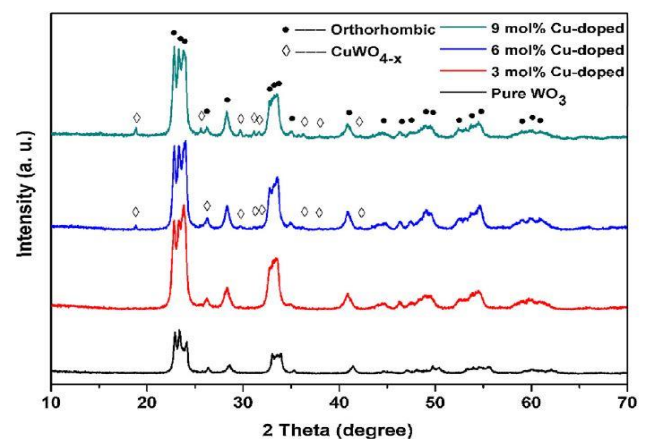 ● —— Orthorhombic
◇ —— CuWO4-x
9 mol% Cu-doped
6 mol% Cu-doped
3 mol% Cu-doped
Pure WO3
Intensity (a. u.)
10 20 30 40 50 60 70
2 Theta (degree)